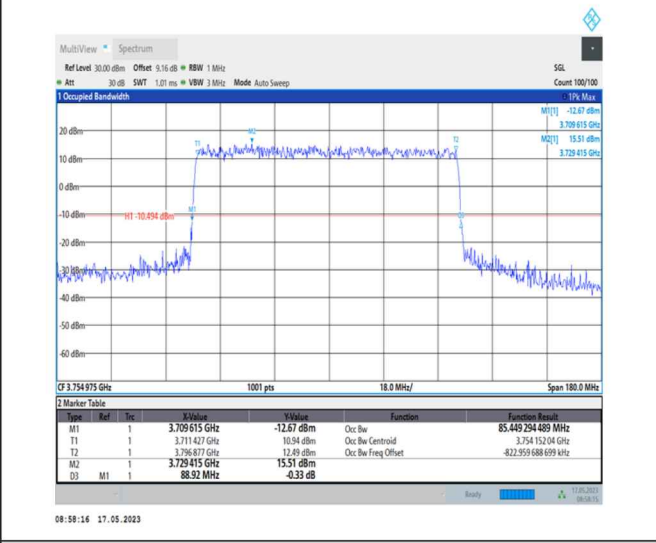 MultiView Spectrum
Ref Level 30.00 dBm Offset 9.16 dB RBW 1 MHz SGL
Att 30 dB SWT 1.01 ms VBW 3 MHz Mode Auto Sweep Count 100/100
1 Occupied Bandwidth 1Pk Max
M1[1] -12.67 dBm
3.709 615 GHz
M2[1] 15.51 dBm
3.729 415 GHz
20 dBm
T1 M2 T2
10 dBm
0 dBm
-10 dBm H1 -10.494 dBm M1
-20 dBm
-30 dBm
-40 dBm
-50 dBm
-60 dBm
CF 3.754 975 GHz 1001 pts 18.0 MHz/ Span 180.0 MHz
2 Marker Table
Type Ref Trc X-Value Y-Value Function Function Result
M1 1 3.709 615 GHz -12.67 dBm Occ Bw 85.449 294 489 MHz
T1 1 3.711 427 GHz 10.94 dBm Occ Bw Centroid 3.754 152 04 GHz
T2 1 3.796 877 GHz 12.49 dBm Occ Bw Freq Offset -822.959 688 699 kHz
M2 1 3.729 415 GHz 15.51 dBm
D3 M1 1 88.92 MHz -0.33 dB
Ready 17.05.2023
08:58:15
08:58:16 17.05.2023